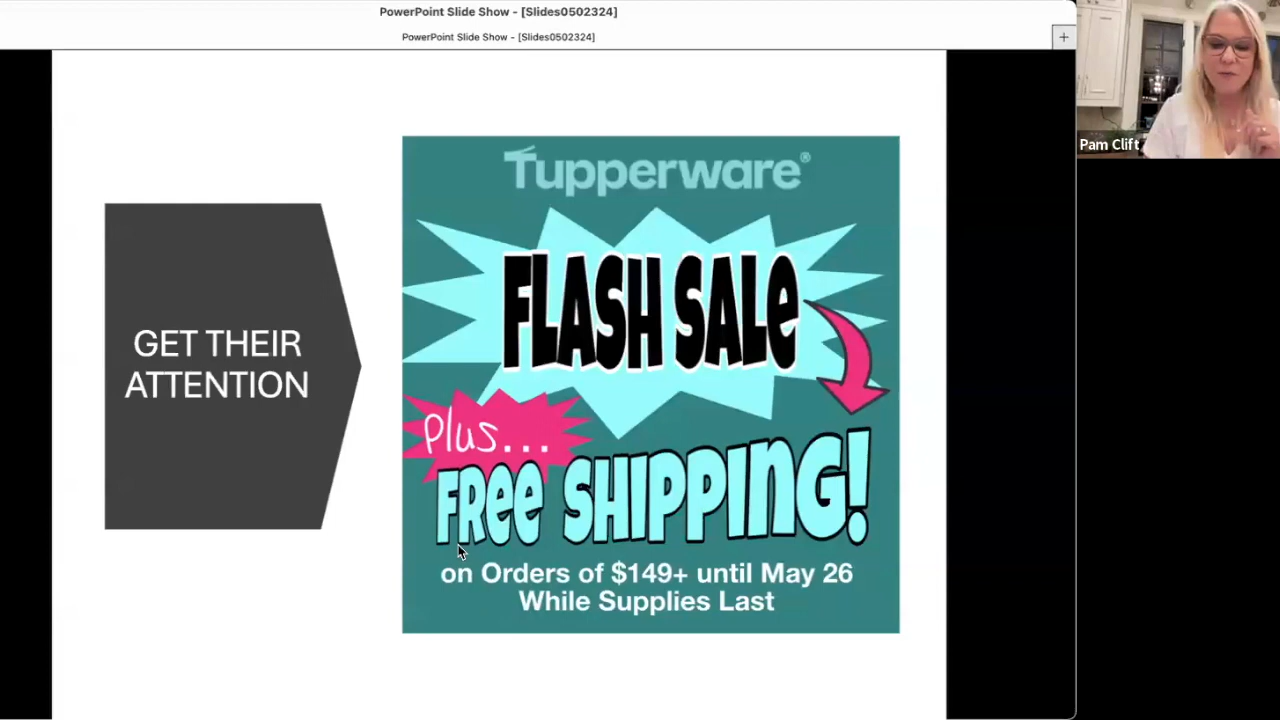 PowerPoint Slide Show - [Slides0502324]
PowerPoint Slide Show - [Slides0502324]
+
Pam Clift
GET THEIR
ATTENTION
Tupperware®
FLASH SALE
plus...
FREE SHIPPING!
on Orders of $149+ until May 26
While Supplies Last